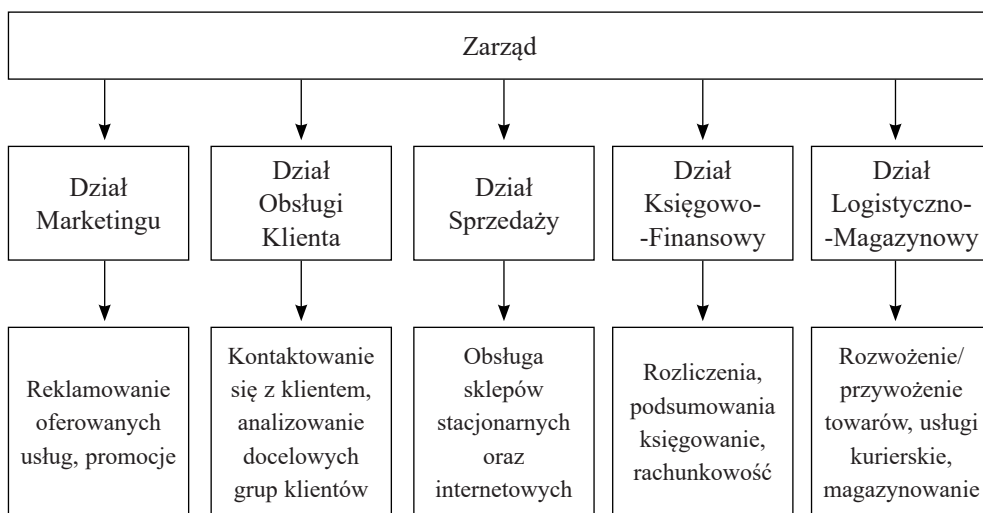 Zarząd
Dział
Marketingu
Dział
Obsługi
Klienta
Dział
Sprzedaży
Dział
Księgowo-
-Finansowy
Dział
Logistyczno-
-Magazynowy
Reklamowanie
oferowanych
usług, promocje
Kontaktowanie
się z klientem,
analizowanie
docelowych
grup klientów
Obsługa
sklepów
stacjonarnych
oraz
internetowych
Rozliczenia,
podsumowania
księgowanie,
rachunkowość
Rozwożenie/
przywożenie
towarów, usługi
kurierskie,
magazynowanie